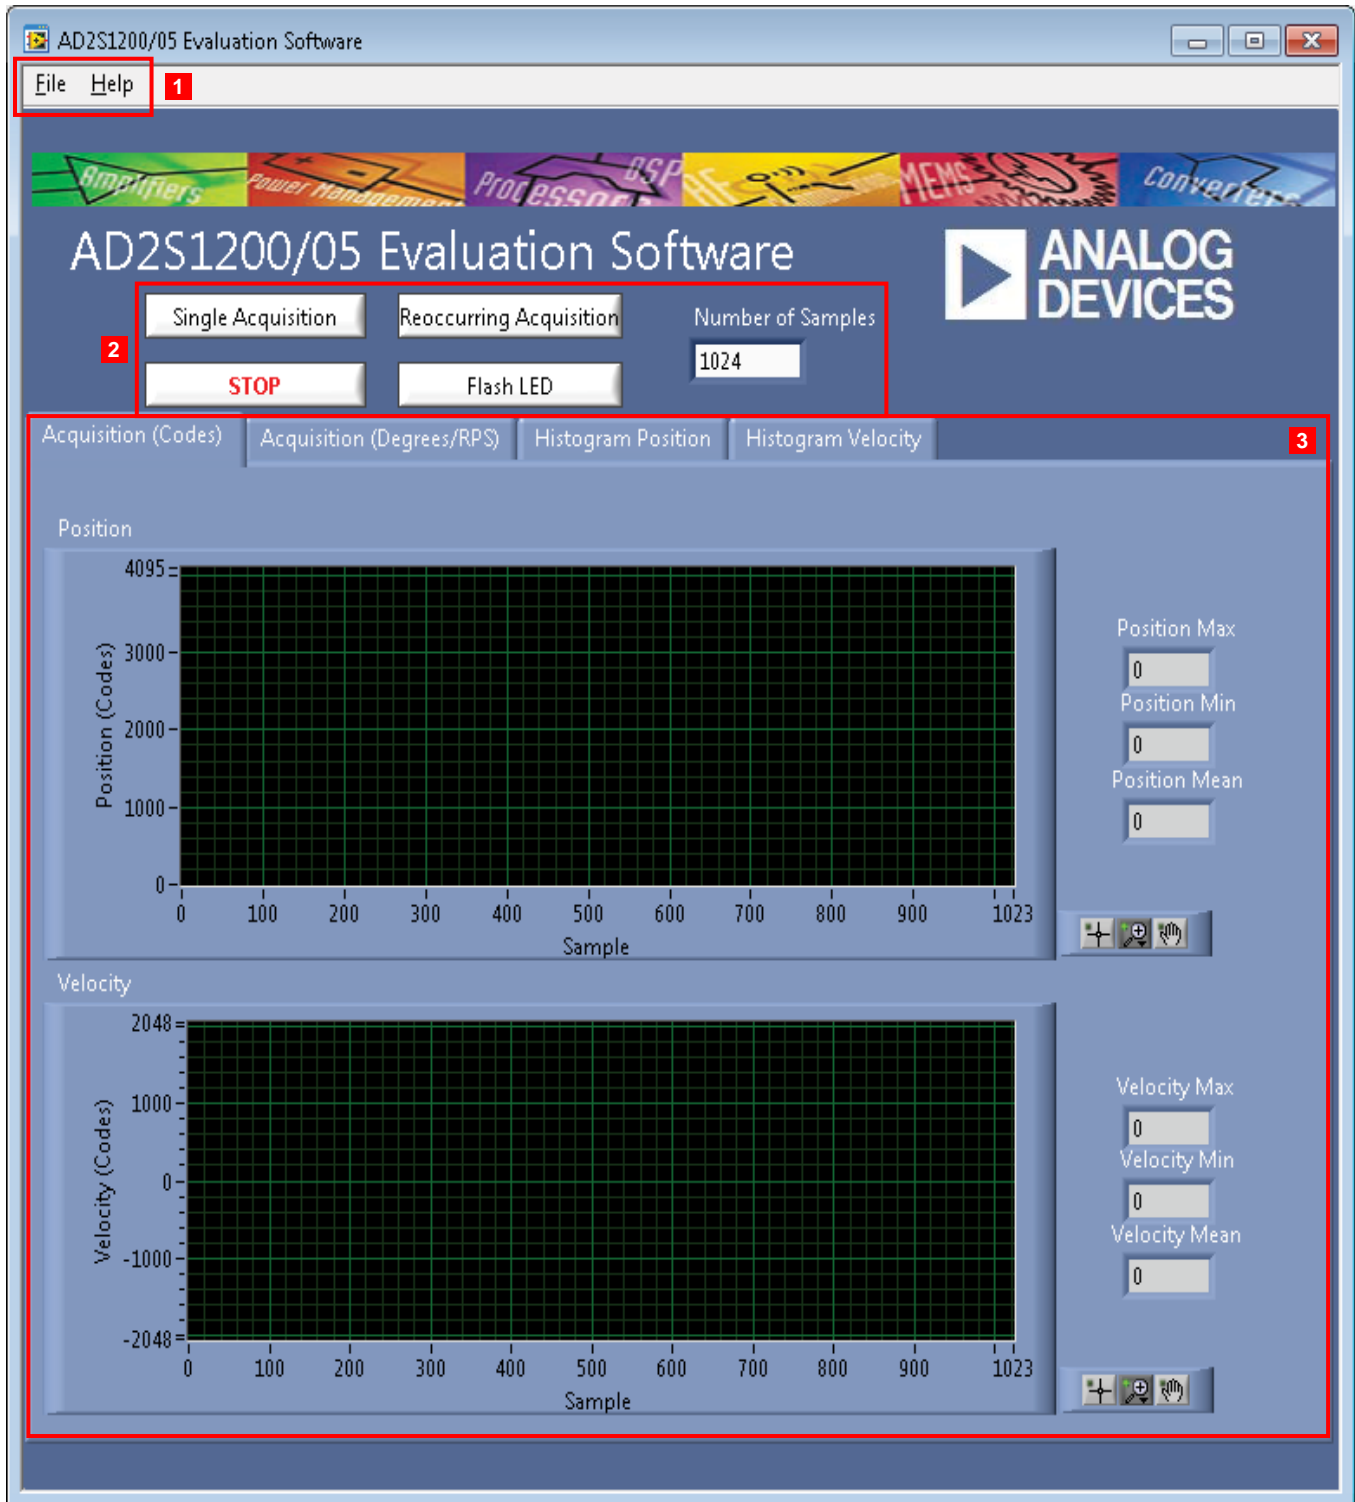 AD2S1200/05 Evaluation Software
File Help 1
Amplifiers Power Management Processors DSP RF MEMS Converters
AD2S1200/05 Evaluation Software
ANALOG
DEVICES
Single Acquisition Reoccurring Acquisition Number of Samples
2
1024
STOP Flash LED
Acquisition (Codes) Acquisition (Degrees/RPS) Histogram Position Histogram Velocity 3
Position
4095
3000
2000
1000
0
Position (Codes)
0 100 200 300 400 500 600 700 800 900 1023
Sample
Position Max
0
Position Min
0
Position Mean
0
Velocity
2048
1000
0
-1000
-2048
Velocity (Codes)
0 100 200 300 400 500 600 700 800 900 1023
Sample
Velocity Max
0
Velocity Min
0
Velocity Mean
0